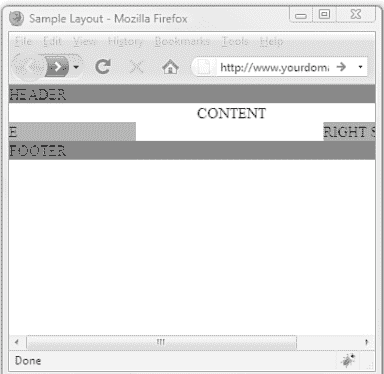 Sample Layout - Mozilla Firefox
File Edit View History Bookmarks Tools Help
http://www.yourdom
HEADER
CONTENT
E RIGHT S
FOOTER
Done